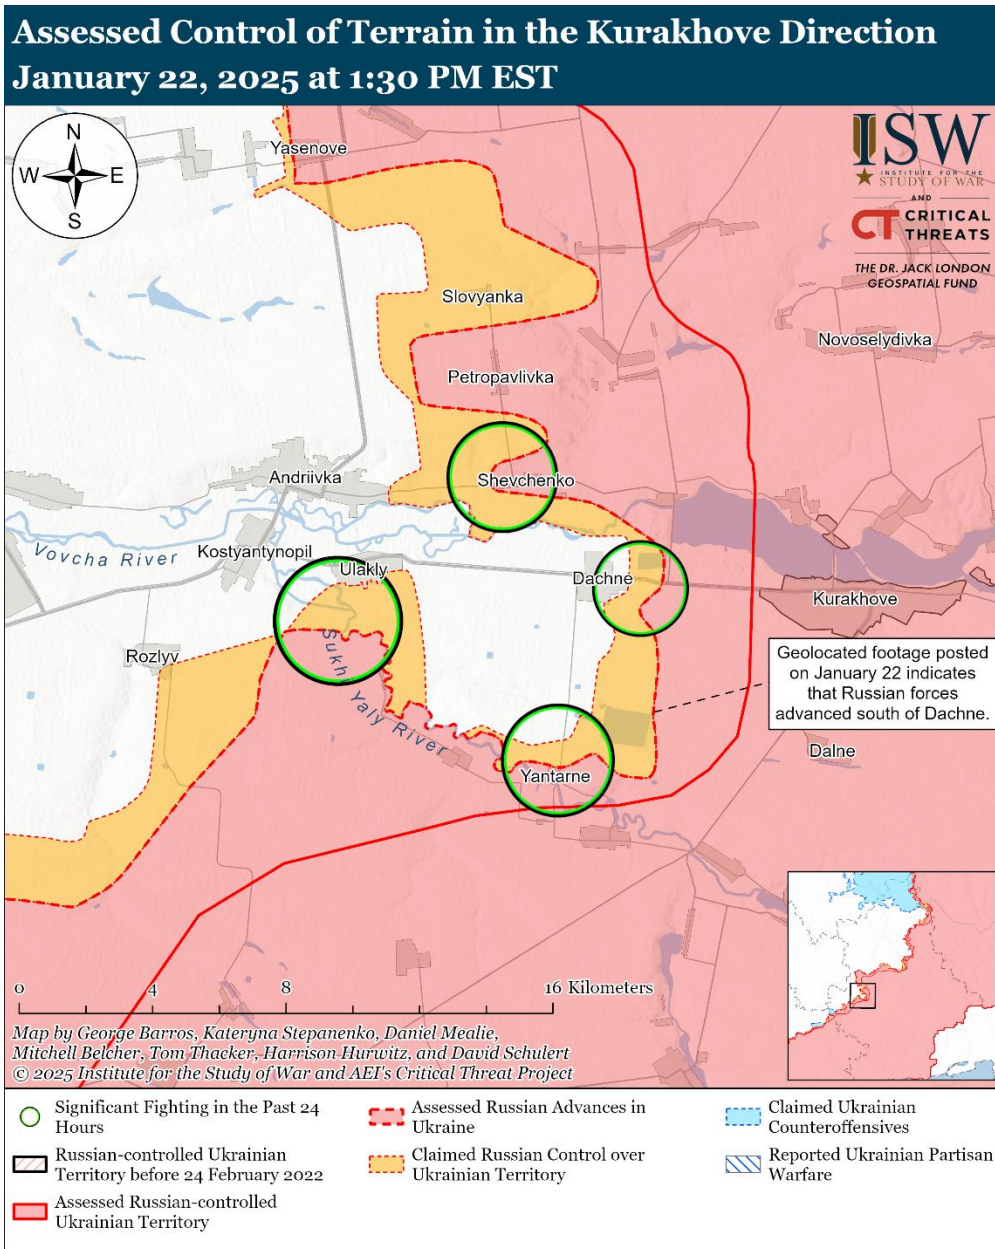 Assessed Control of Terrain in the Kurakhove Direction
January 22, 2025 at 1:30 PM EST
N
W E
S
ISW
INSTITUTE FOR THE
STUDY OF WAR
AND
CT CRITICAL
THREATS
THE DR. JACK LONDON
GEOSPATIAL FUND
Yasenove
Slovyanka
Novoselydivka
Petropavlivka
Andriivka
Shevchenko
Vovcha River
Kostyantynopil
Ulakly
Dachne
Kurakhove
Rozlyv
Sukhi Yaly River
Geolocated footage posted
on January 22 indicates
that Russian forces
advanced south of Dachne.
Dalne
Yantarne
0 4 8 16 Kilometers
Map by George Barros, Kateryna Stepanenko, Daniel Mealie,
Mitchell Belcher, Tom Thacker, Harrison Hurwitz, and David Schulert
© 2025 Institute for the Study of War and AEI's Critical Threat Project
Significant Fighting in the Past 24
Hours
Russian-controlled Ukrainian
Territory before 24 February 2022
Assessed Russian-controlled
Ukrainian Territory
Assessed Russian Advances in
Ukraine
Claimed Russian Control over
Ukrainian Territory
Claimed Ukrainian
Counteroffensives
Reported Ukrainian Partisan
Warfare